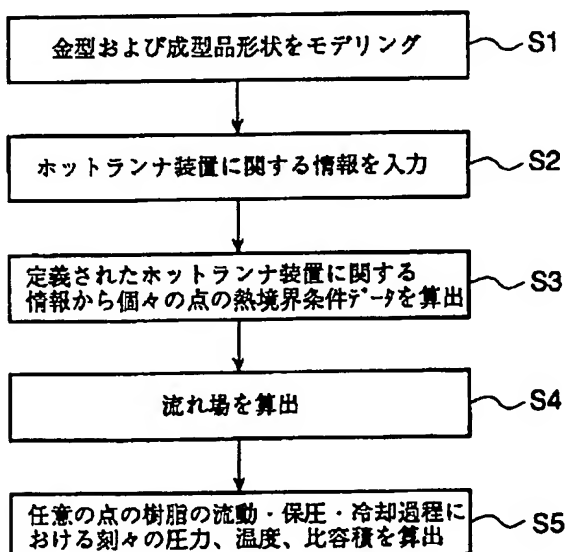 金型および成型品形状をモデリング
S1
ホットランナ装置に関する情報を入力
S2
定義されたホットランナ装置に関する
情報から個々の点の熱境界条件データを算出
S3
流れ場を算出
S4
任意の点の樹脂の流動・保圧・冷却過程に
おける刻々の圧力、温度、比容積を算出
S5